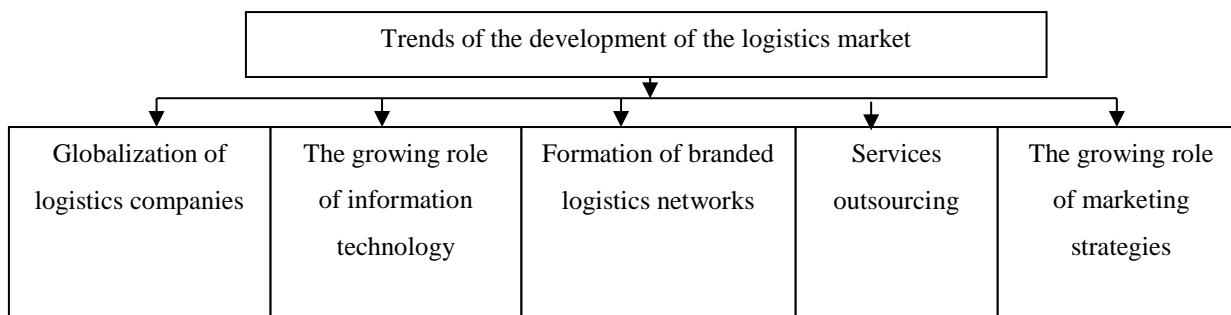 Trends of the development of the logistics market
Globalization of
logistics companies
The growing role
of information
technology
Formation of branded
logistics networks
Services
outsourcing
The growing role
of marketing
strategies